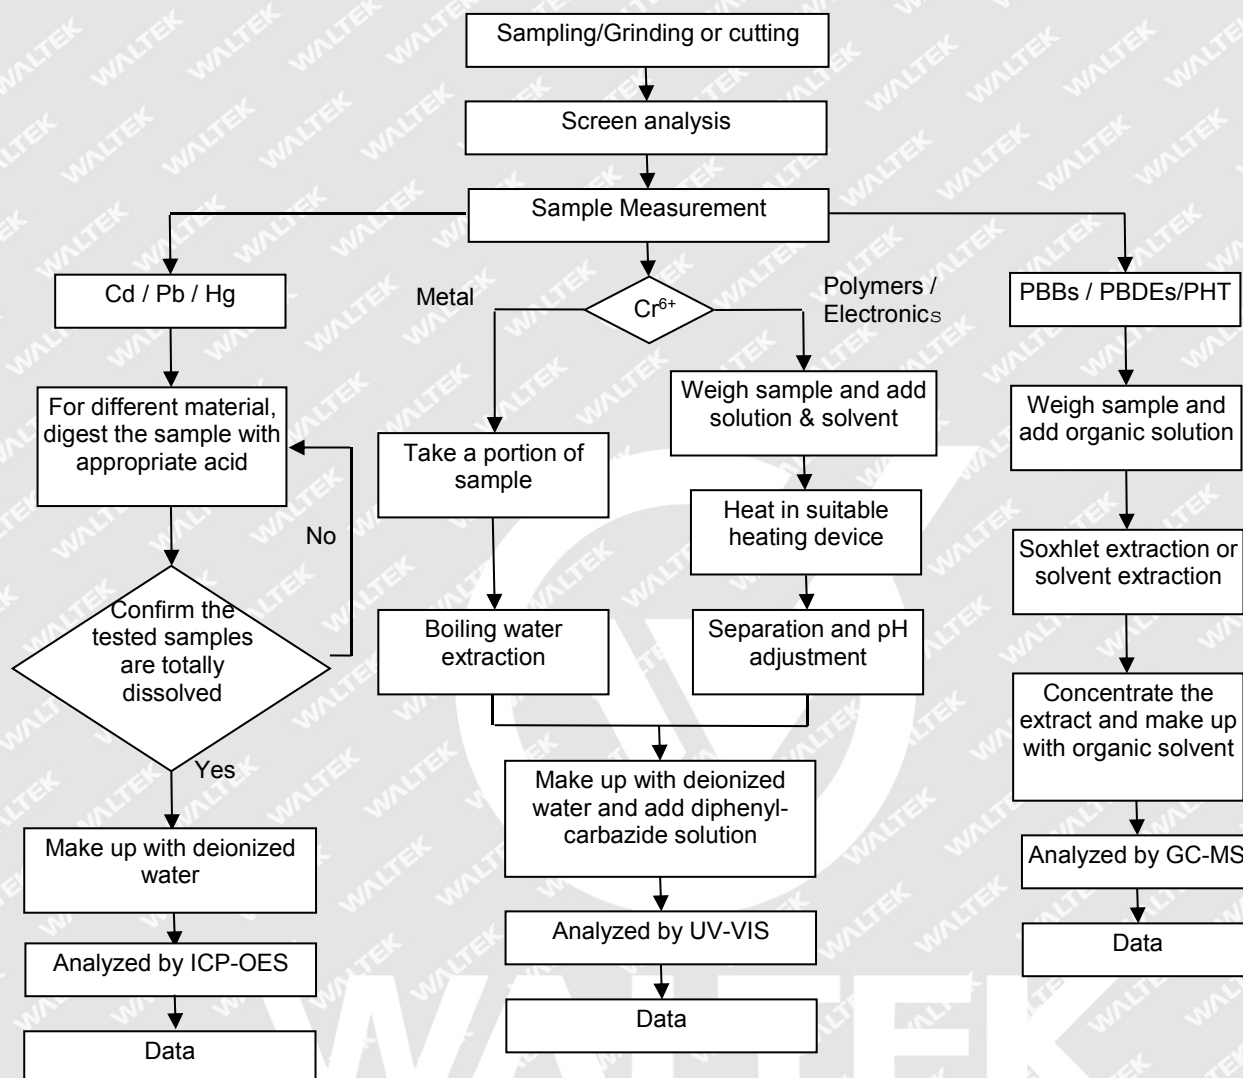 Sampling/Grinding or cutting
Screen analysis
Sample Measurement
Cd / Pb / Hg
Metal
Cr⁶⁺
Polymers /
Electronics
PBBs / PBDEs/PHT
For different material,
digest the sample with
appropriate acid
No
Confirm the
tested samples
are totally
dissolved
Yes
Make up with deionized
water
Analyzed by ICP-OES
Data
Take a portion of
sample
Boiling water
extraction
Weigh sample and add
solution & solvent
Heat in suitable
heating device
Separation and pH
adjustment
Make up with deionized
water and add diphenyl-
carbazide solution
Analyzed by UV-VIS
Data
Weigh sample and
add organic solution
Soxhlet extraction or
solvent extraction
Concentrate the
extract and make up
with organic solvent
Analyzed by GC-MS
Data
WALTEK